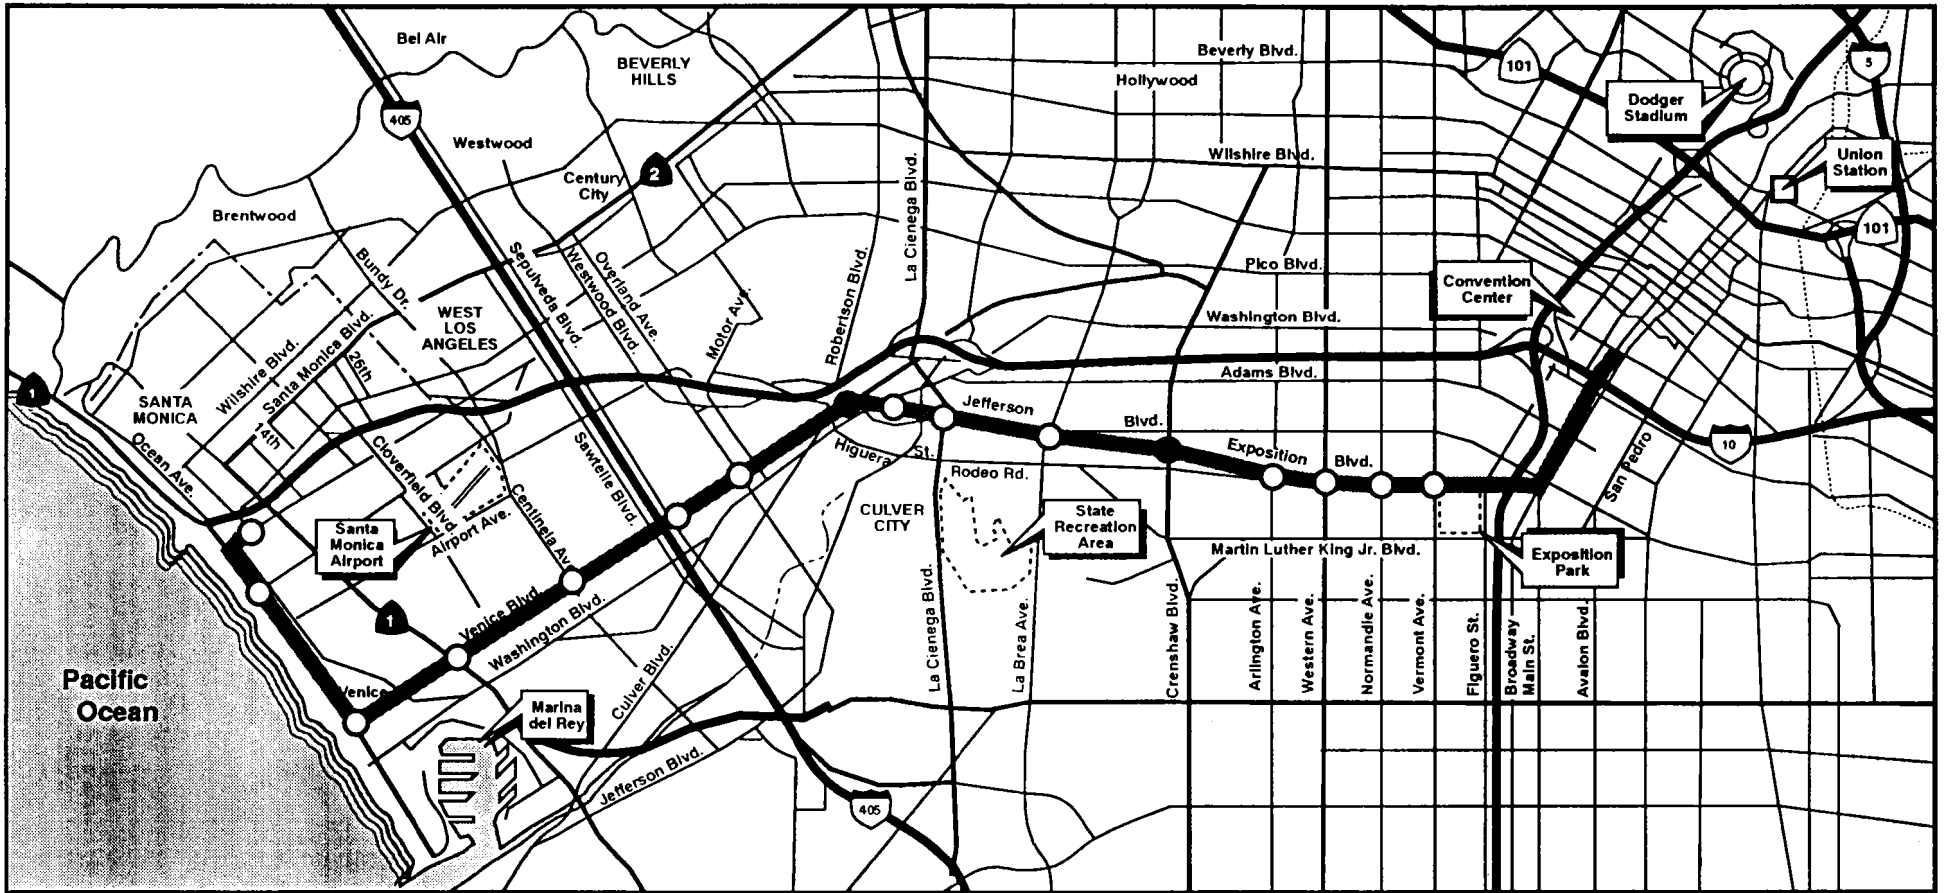 Bel Air
BEVERLY
HILLS
Beverly Blvd.
Hollywood
101
5
Dodger
Stadium
405
Westwood
Wilshire Blvd.
Union
Station
Century
City
2
Brentwood
La Cienega Blvd.
101
Bundy Dr.
Sepulveda Blvd.
Westwood Blvd.
Overland Ave.
Motor Ave.
Robertson Blvd.
Pico Blvd.
Convention
Center
WEST
LOS
ANGELES
Washington Blvd.
Wilshire Blvd.
Santa Monica Blvd.
26th
14th
Adams Blvd.
1
SANTA
MONICA
Ocean Ave.
Jefferson
Blvd.
Exposition
Blvd.
10
Cloverfield Blvd.
Sawtelle Blvd.
Higuera
St.
Rodeo Rd.
San Pedro
Centinela Ave.
Airport Ave.
CULVER
CITY
State
Recreation
Area
Santa
Monica
Airport
Martin Luther King Jr. Blvd.
Exposition
Park
1
Venice Blvd.
Washington Blvd.
Culver Blvd.
La Cienega Blvd.
La Brea Ave.
Crenshaw Blvd.
Arlington Ave.
Western Ave.
Normandie Ave.
Vermont Ave.
Figuero St.
Broadway
Main St.
Avalon Blvd.
Pacific
Ocean
Venice
Marina
del Rey
Jefferson Blvd.
405